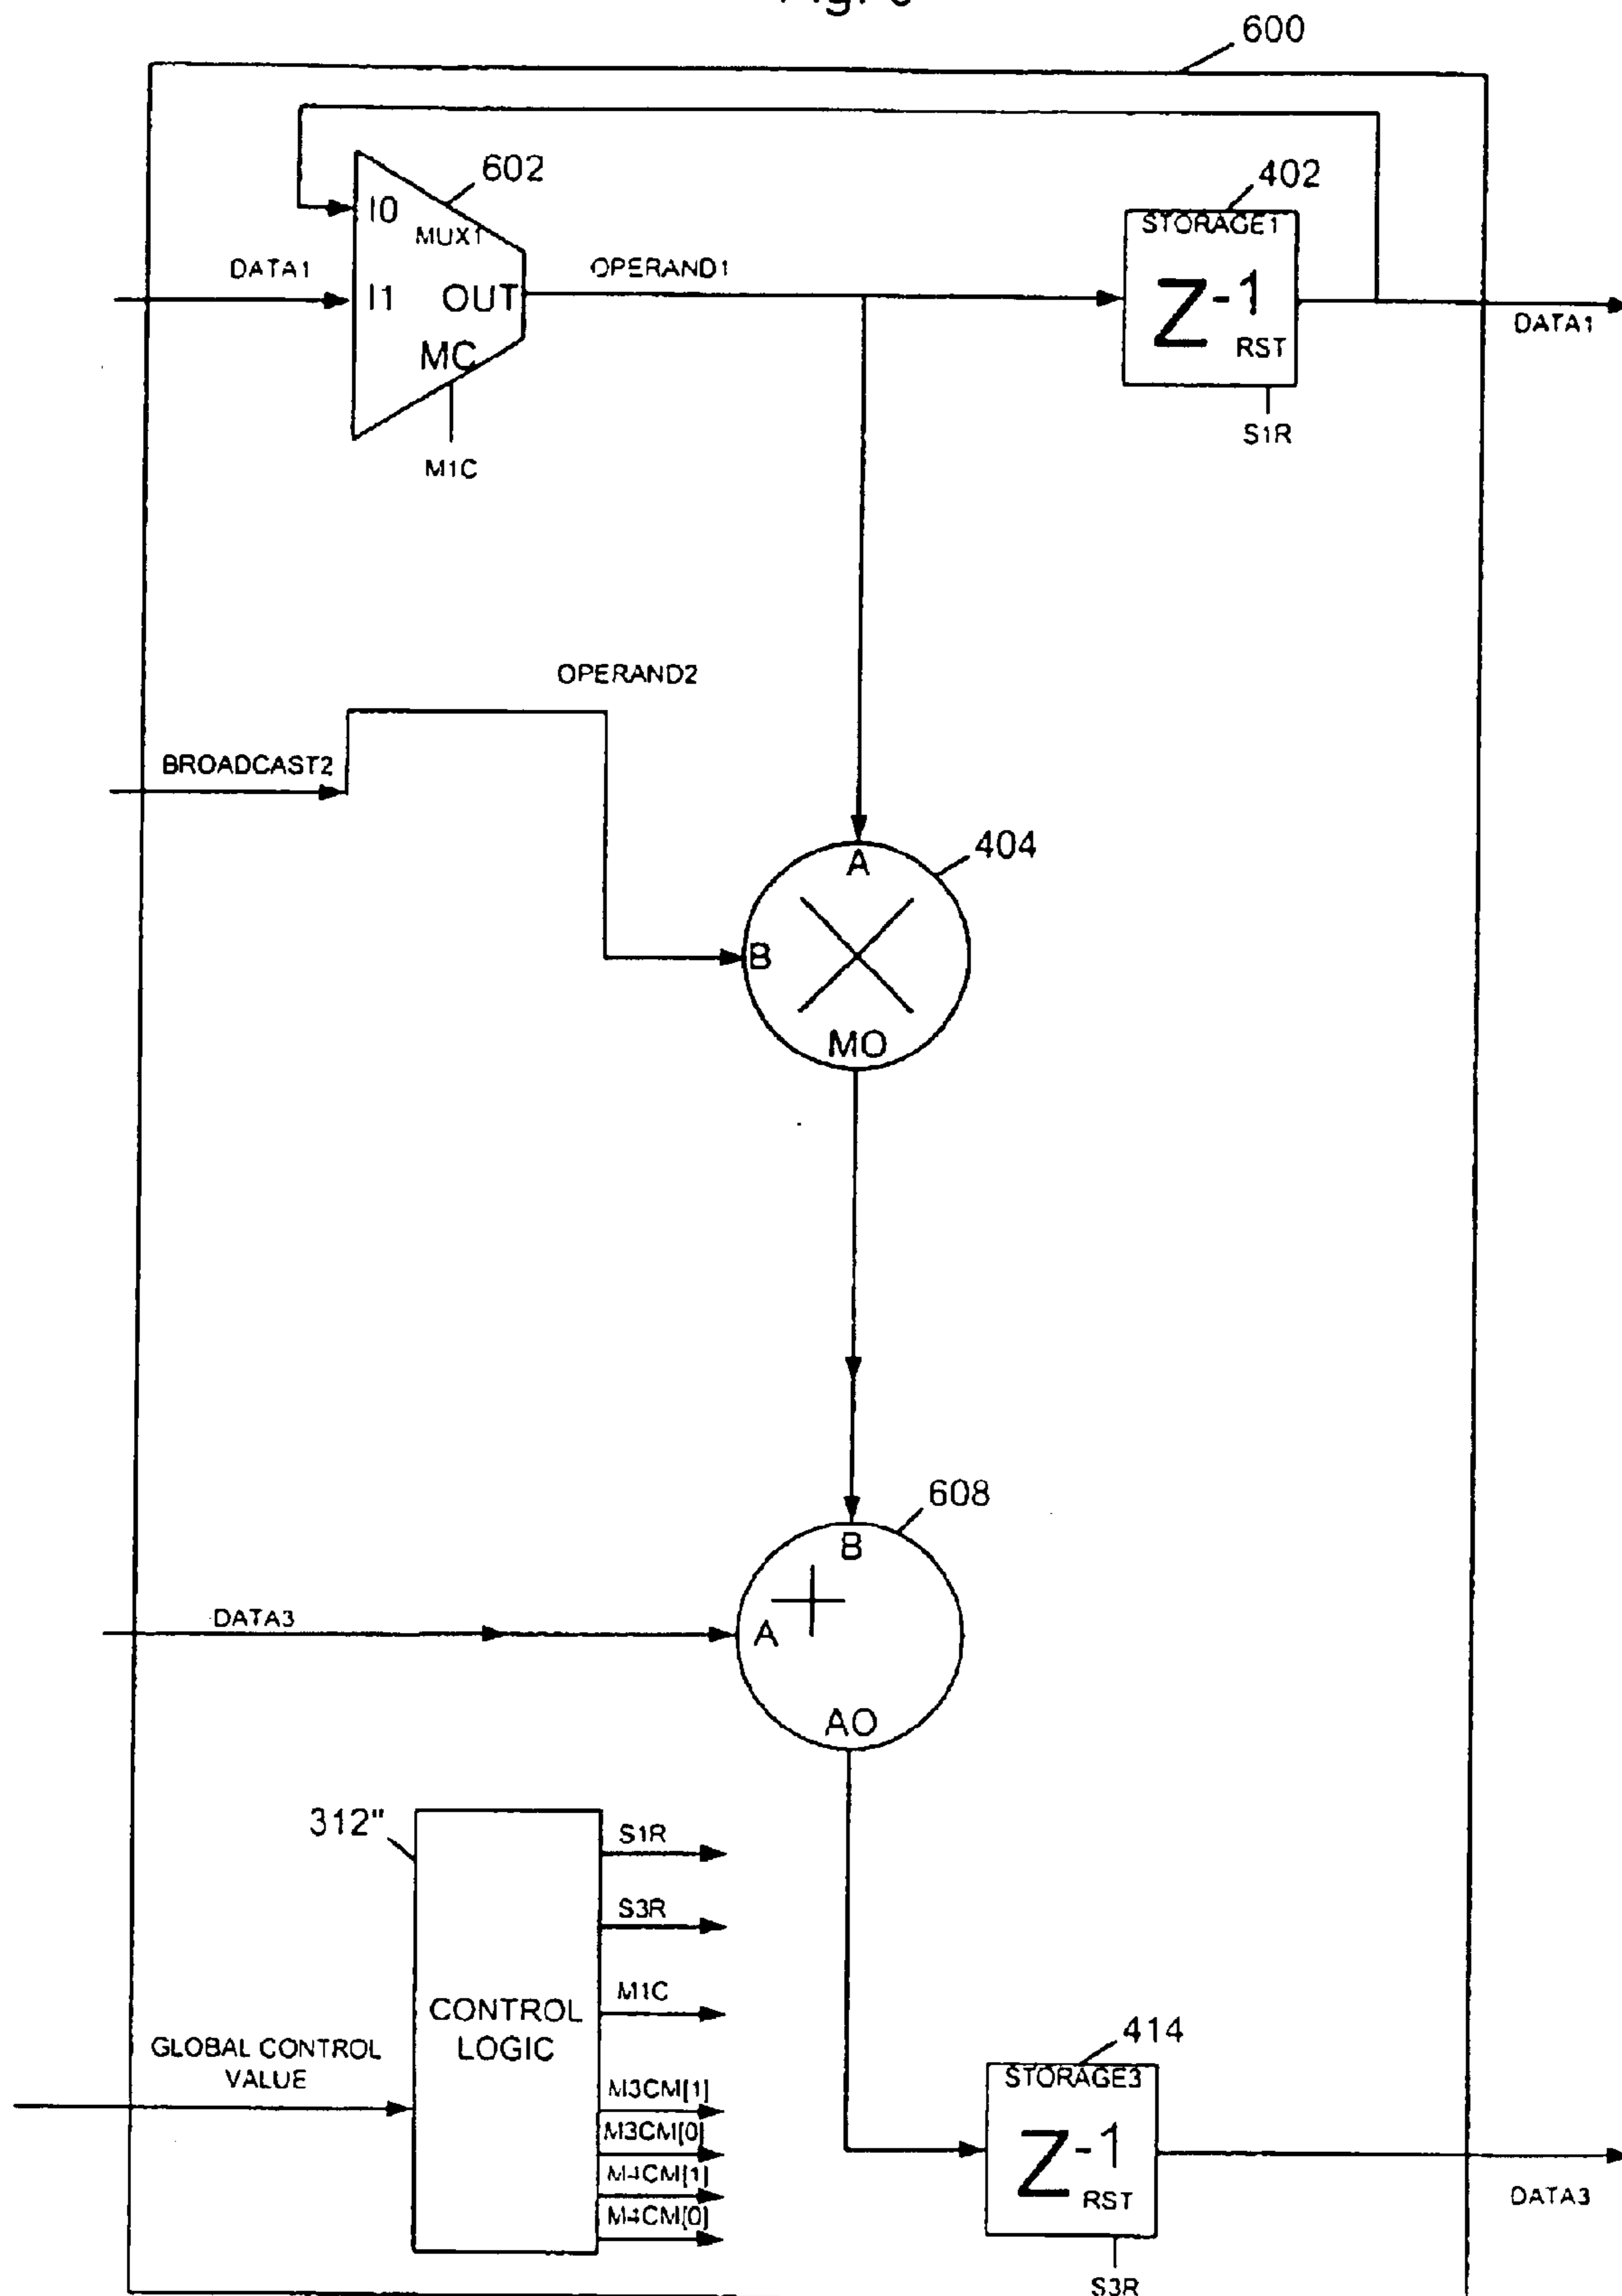 600
602
402
I0
MUX1
STORAGE1
DATA1
I1 OUT
OPERAND1
Z-1
RST
DATA1
MC
M1C
S1R
OPERAND2
BROADCAST2
404
A
B
MO
608
B
DATA3
A
AO
312"
S1R
S3R
M1C
CONTROL
LOGIC
GLOBAL CONTROL
VALUE
M3CM[1]
M3CM[0]
M4CM[1]
M4CM[0]
414
STORAGE3
Z-1
RST
DATA3
S3R